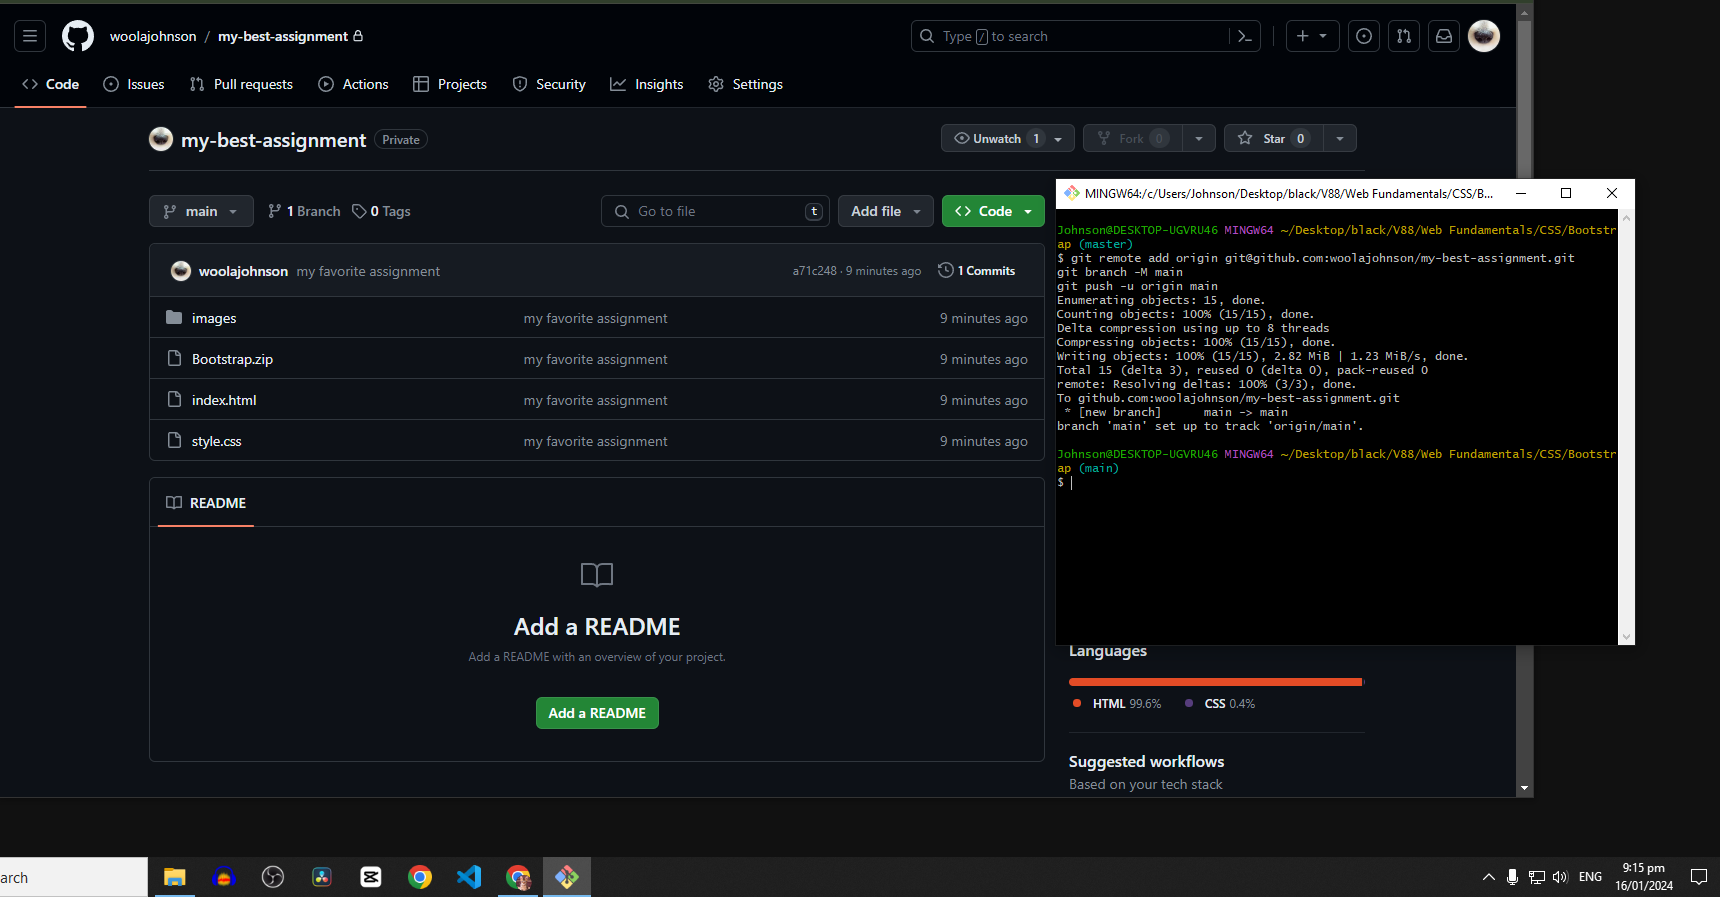 woolajohnson / my-best-assignment
Type / to search
Code Issues Pull requests Actions Projects Security Insights Settings
my-best-assignment Private
Unwatch 1 Fork 0 Star 0
main 1 Branch 0 Tags
Go to file t Add file Code
woolajohnson my favorite assignment a71c248 · 9 minutes ago 1 Commits
images my favorite assignment 9 minutes ago
Bootstrap.zip my favorite assignment 9 minutes ago
index.html my favorite assignment 9 minutes ago
style.css my favorite assignment 9 minutes ago
README
Add a README
Add a README with an overview of your project.
Add a README
MINGW64:/c/Users/Johnson/Desktop/black/V88/Web Fundamentals/CSS/B...
Johnson@DESKTOP-UGVRU46 MINGW64 ~/Desktop/black/V88/Web Fundamentals/CSS/Bootstr
ap (master)
$ git remote add origin git@github.com:woolajohnson/my-best-assignment.git
git branch -M main
git push -u origin main
Enumerating objects: 15, done.
Counting objects: 100% (15/15), done.
Delta compression using up to 8 threads
Compressing objects: 100% (15/15), done.
Writing objects: 100% (15/15), 2.82 MiB | 1.23 MiB/s, done.
Total 15 (delta 3), reused 0 (delta 0), pack-reused 0
remote: Resolving deltas: 100% (3/3), done.
To github.com:woolajohnson/my-best-assignment.git
* [new branch] main -> main
branch 'main' set up to track 'origin/main'.
Johnson@DESKTOP-UGVRU46 MINGW64 ~/Desktop/black/V88/Web Fundamentals/CSS/Bootstr
ap (main)
$
Languages
HTML 99.6% CSS 0.4%
Suggested workflows
Based on your tech stack
arch
ENG
9:15 pm
16/01/2024